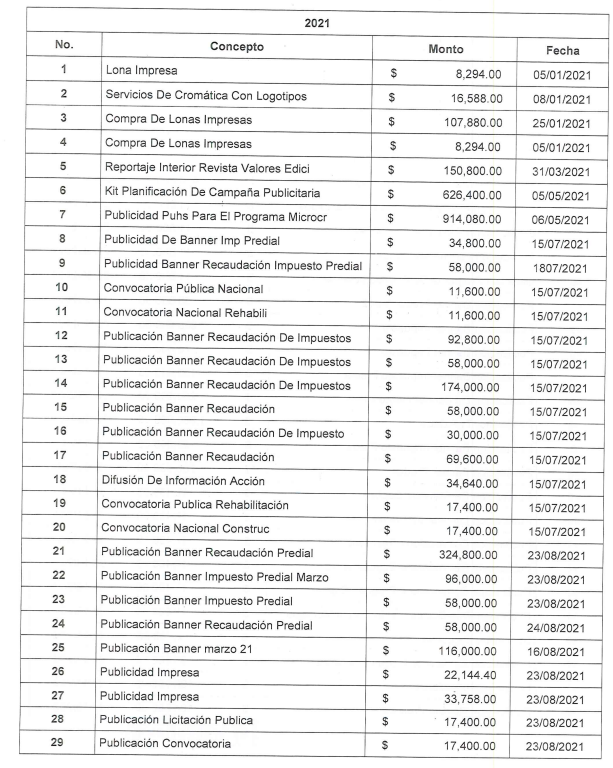 2021
No. Concepto Monto Fecha
1 Lona Impresa $ 8,294.00 05/01/2021
2 Servicios De Cromática Con Logotipos $ 16,588.00 08/01/2021
3 Compra De Lonas Impresas $ 107,880.00 25/01/2021
4 Compra De Lonas Impresas $ 8,294.00 05/01/2021
5 Reportaje Interior Revista Valores Edici $ 150,800.00 31/03/2021
6 Kit Planificación De Campaña Publicitaria $ 626,400.00 05/05/2021
7 Publicidad Puhs Para El Programa Microcr $ 914,080.00 06/05/2021
8 Publicidad De Banner Imp Predial $ 34,800.00 15/07/2021
9 Publicidad Banner Recaudación Impuesto Predial $ 58,000.00 1807/2021
10 Convocatoria Pública Nacional $ 11,600.00 15/07/2021
11 Convocatoria Nacional Rehabili $ 11,600.00 15/07/2021
12 Publicación Banner Recaudación De Impuestos $ 92,800.00 15/07/2021
13 Publicación Banner Recaudación De Impuestos $ 58,000.00 15/07/2021
14 Publicación Banner Recaudación De Impuestos $ 174,000.00 15/07/2021
15 Publicación Banner Recaudación $ 58,000.00 15/07/2021
16 Publicación Banner Recaudación De Impuesto $ 30,000.00 15/07/2021
17 Publicación Banner Recaudación $ 69,600.00 15/07/2021
18 Difusión De Información Acción $ 34,640.00 15/07/2021
19 Convocatoria Publica Rehabilitación $ 17,400.00 15/07/2021
20 Convocatoria Nacional Construc $ 17,400.00 15/07/2021
21 Publicación Banner Recaudación Predial $ 324,800.00 23/08/2021
22 Publicación Banner Impuesto Predial Marzo $ 96,000.00 23/08/2021
23 Publicación Banner Impuesto Predial $ 58,000.00 23/08/2021
24 Publicación Banner Recaudación Predial $ 58,000.00 24/08/2021
25 Publicación Banner marzo 21 $ 116,000.00 16/08/2021
26 Publicidad Impresa $ 22,144.40 23/08/2021
27 Publicidad Impresa $ 33,758.00 23/08/2021
28 Publicación Licitación Publica $ 17,400.00 23/08/2021
29 Publicación Convocatoria $ 17,400.00 23/08/2021